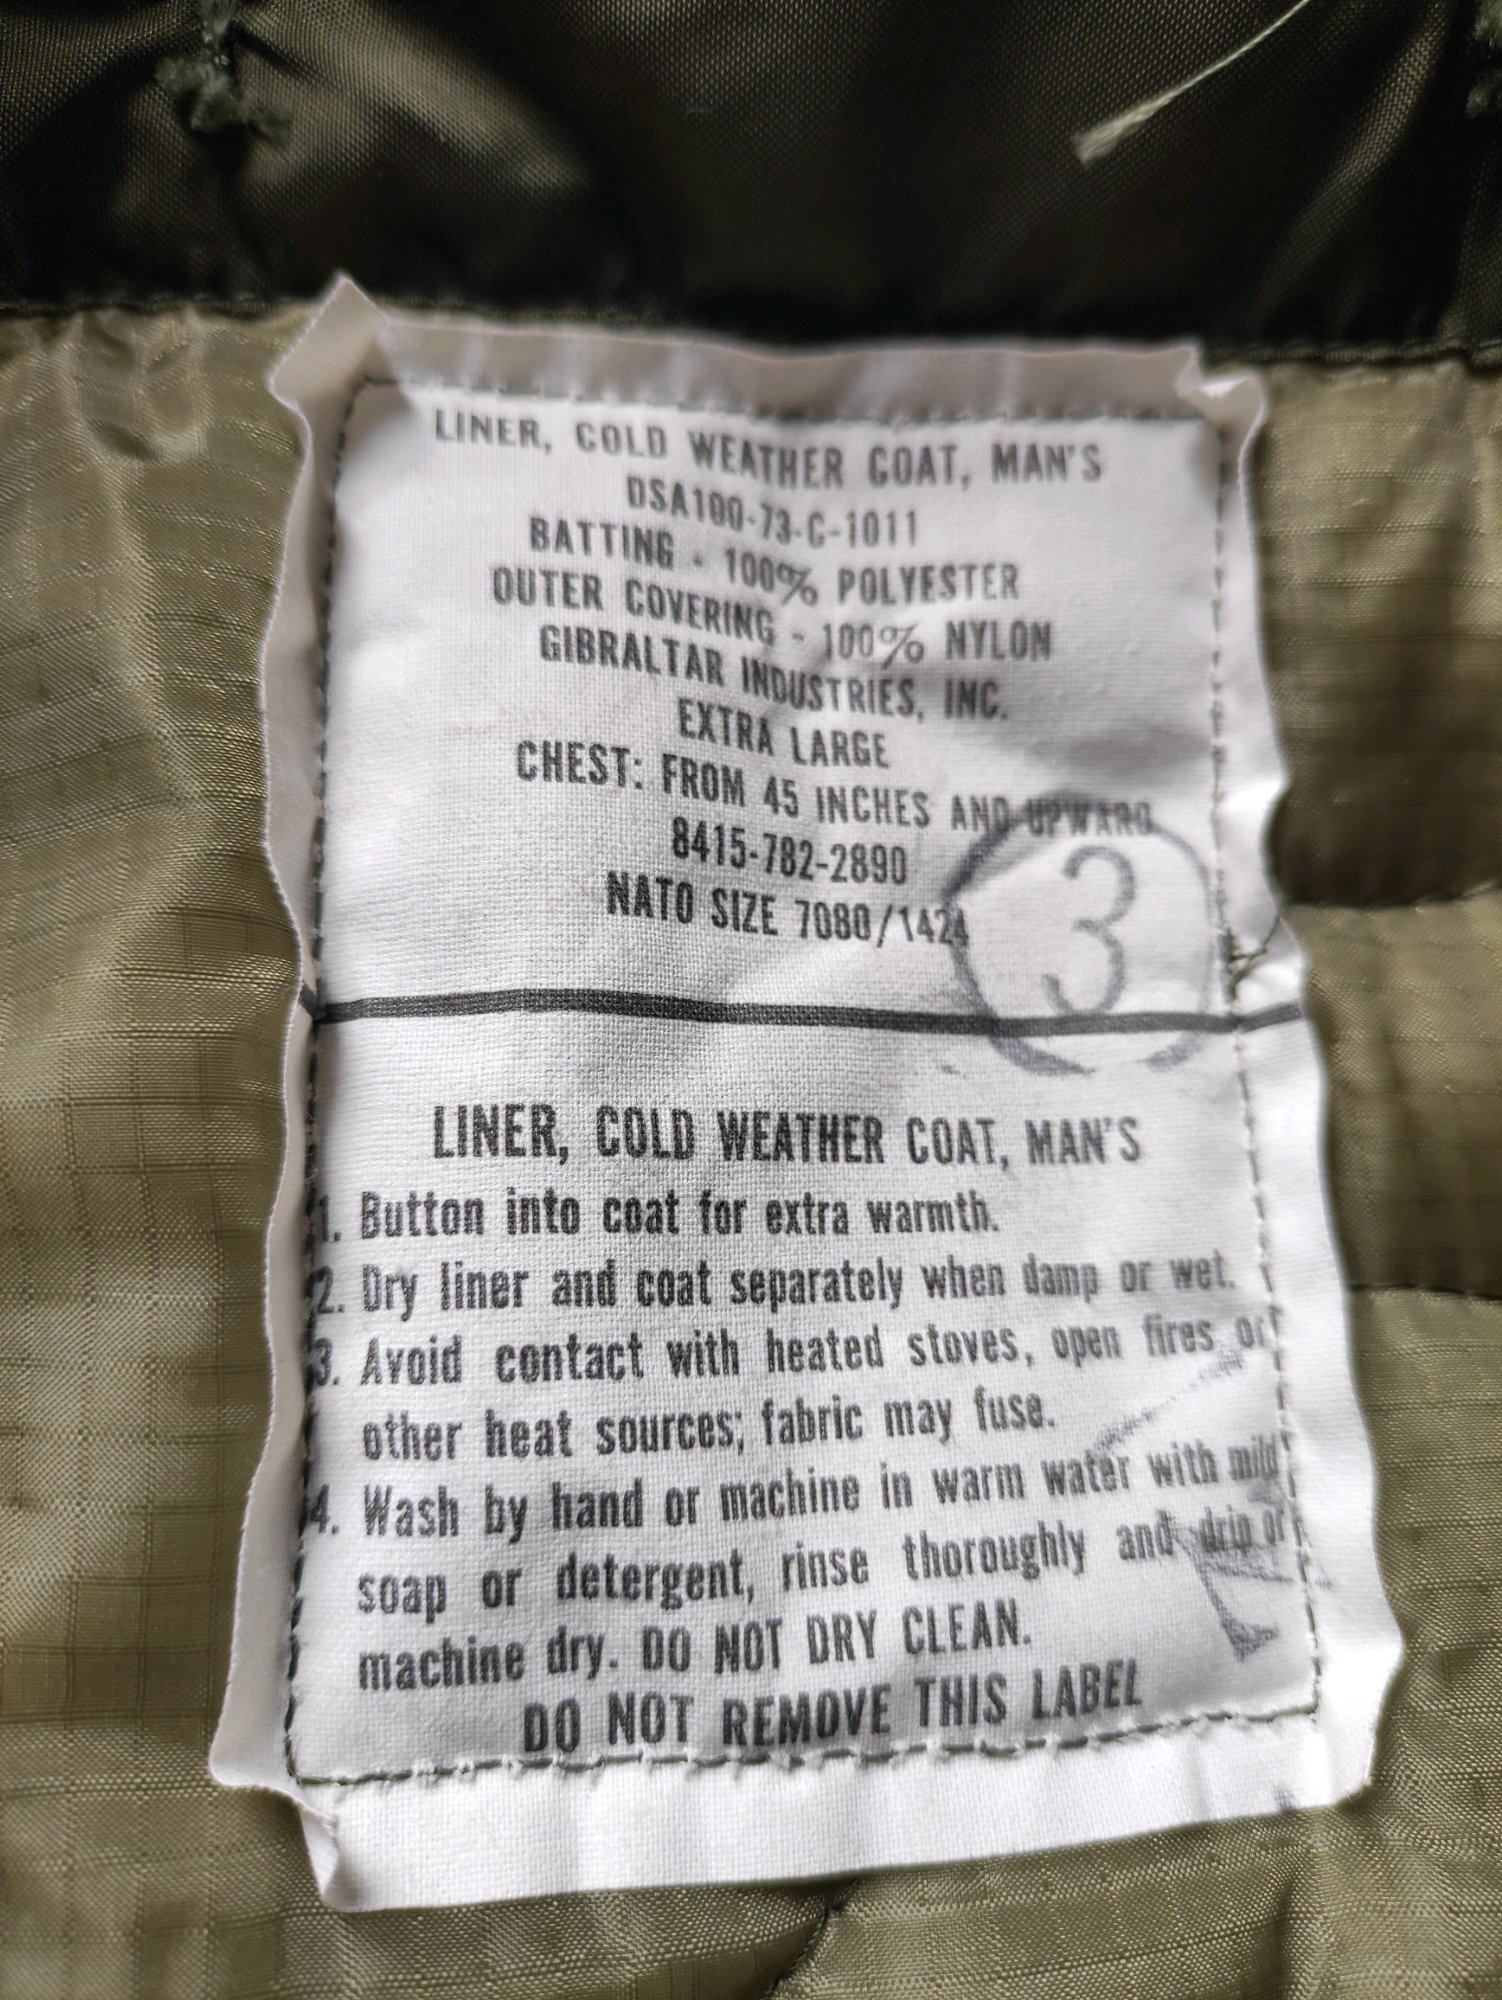 LINER, COLD WEATHER COAT, MAN'S
DSA100-73-C-1011
BATTING - 100% POLYESTER
OUTER COVERING - 100% NYLON
GIBRALTAR INDUSTRIES, INC.
EXTRA LARGE
CHEST: FROM 45 INCHES AND UPWARD
8415-782-2890
NATO SIZE 7080/1424
3
LINER, COLD WEATHER COAT, MAN'S
1. Button into coat for extra warmth.
2. Dry liner and coat separately when damp or wet.
3. Avoid contact with heated stoves, open fires or
other heat sources; fabric may fuse.
4. Wash by hand or machine in warm water with mild
soap or detergent, rinse thoroughly and drip or
machine dry. DO NOT DRY CLEAN.
DO NOT REMOVE THIS LABEL